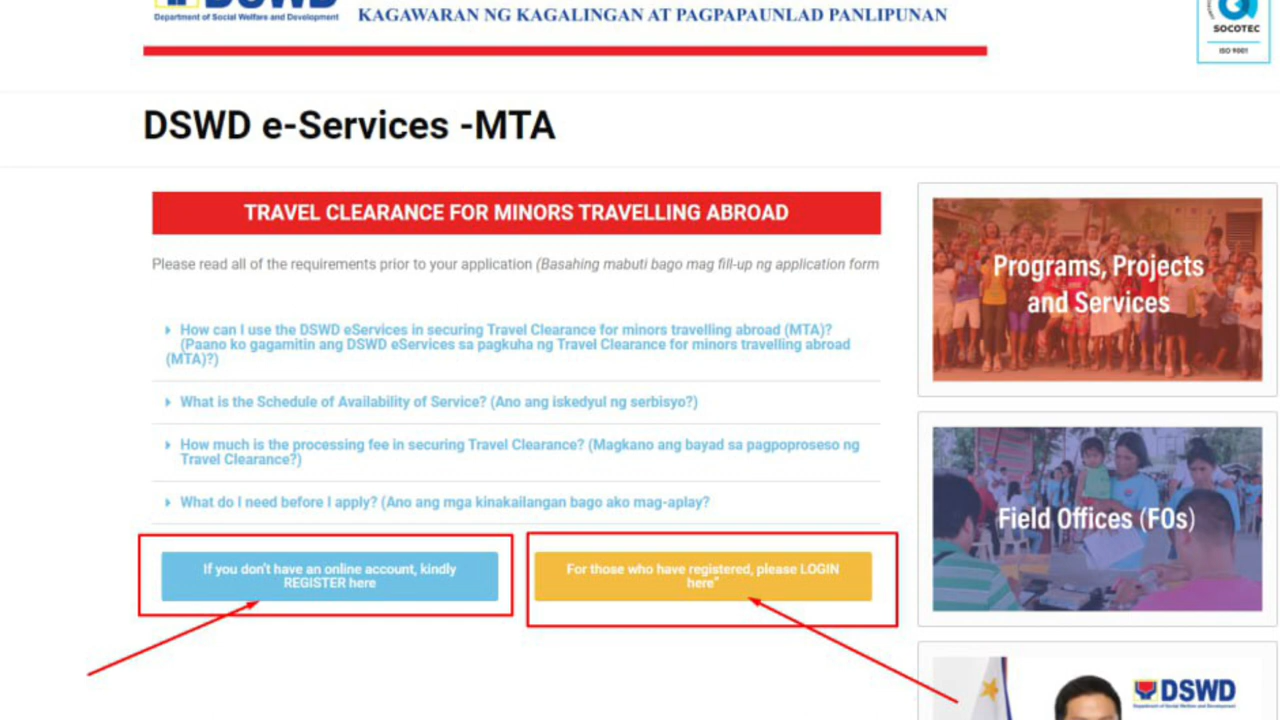 DSWD
Department of Social Welfare and Development
KAGAWARAN NG KAGALINGAN AT PAGPAPAUNLAD PANLIPUNAN
SOCOTEC
ISO 9001
DSWD e-Services -MTA
TRAVEL CLEARANCE FOR MINORS TRAVELLING ABROAD
Please read all of the requirements prior to your application (Basahing mabuti bago mag fill-up ng application form
How can I use the DSWD eServices in securing Travel Clearance for minors travelling abroad (MTA)?
(Paano ko gagamitin ang DSWD eServices sa pagkuha ng Travel Clearance for minors travelling abroad
(MTA)?)
What is the Schedule of Availability of Service? (Ano ang iskedyul ng serbisyo?)
How much is the processing fee in securing Travel Clearance? (Magkano ang bayad sa pagpoproseso ng
Travel Clearance?)
What do I need before I apply? (Ano ang mga kinakailangan bago ako mag-aplay?
If you don't have an online account, kindly
REGISTER here
For those who have registered, please LOGIN
here"
Programs, Projects
and Services
Field Offices (FOs)
DSWD
Department of Social Welfare and Development